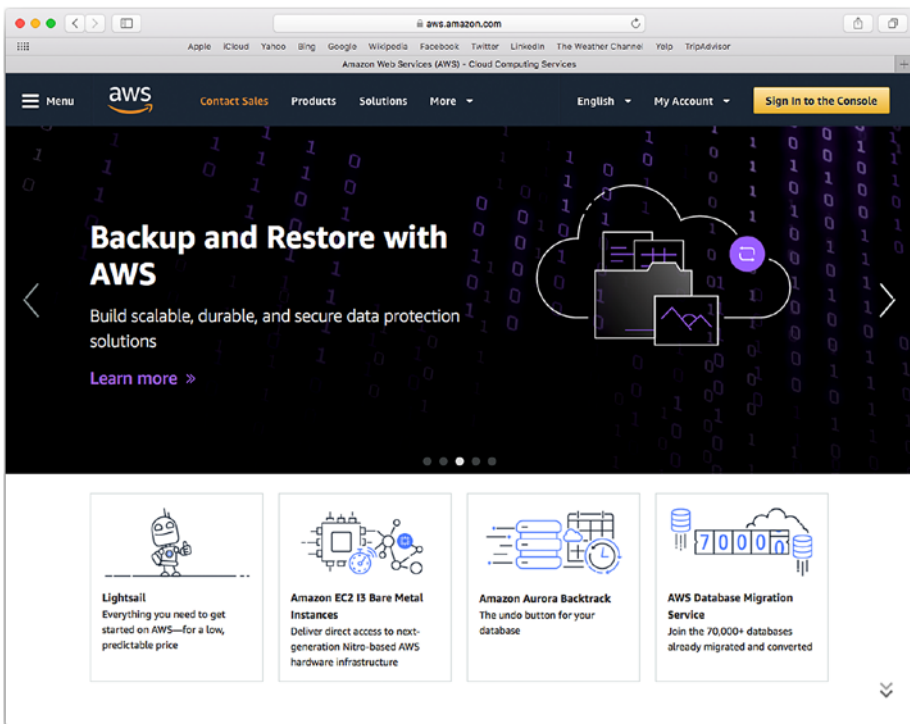 aws.amazon.com
Apple iCloud Yahoo Bing Google Wikipedia Facebook Twitter LinkedIn The Weather Channel Yelp TripAdvisor
Amazon Web Services (AWS) - Cloud Computing Services
Menu aws Contact Sales Products Solutions More English My Account Sign In to the Console
Backup and Restore with
AWS
Build scalable, durable, and secure data protection
solutions
Learn more »
Lightsail
Everything you need to get
started on AWS—for a low,
predictable price
Amazon EC2 I3 Bare Metal
Instances
Deliver direct access to next-
generation Nitro-based AWS
hardware infrastructure
Amazon Aurora Backtrack
The undo button for your
database
7000
AWS Database Migration
Service
Join the 70,000+ databases
already migrated and converted